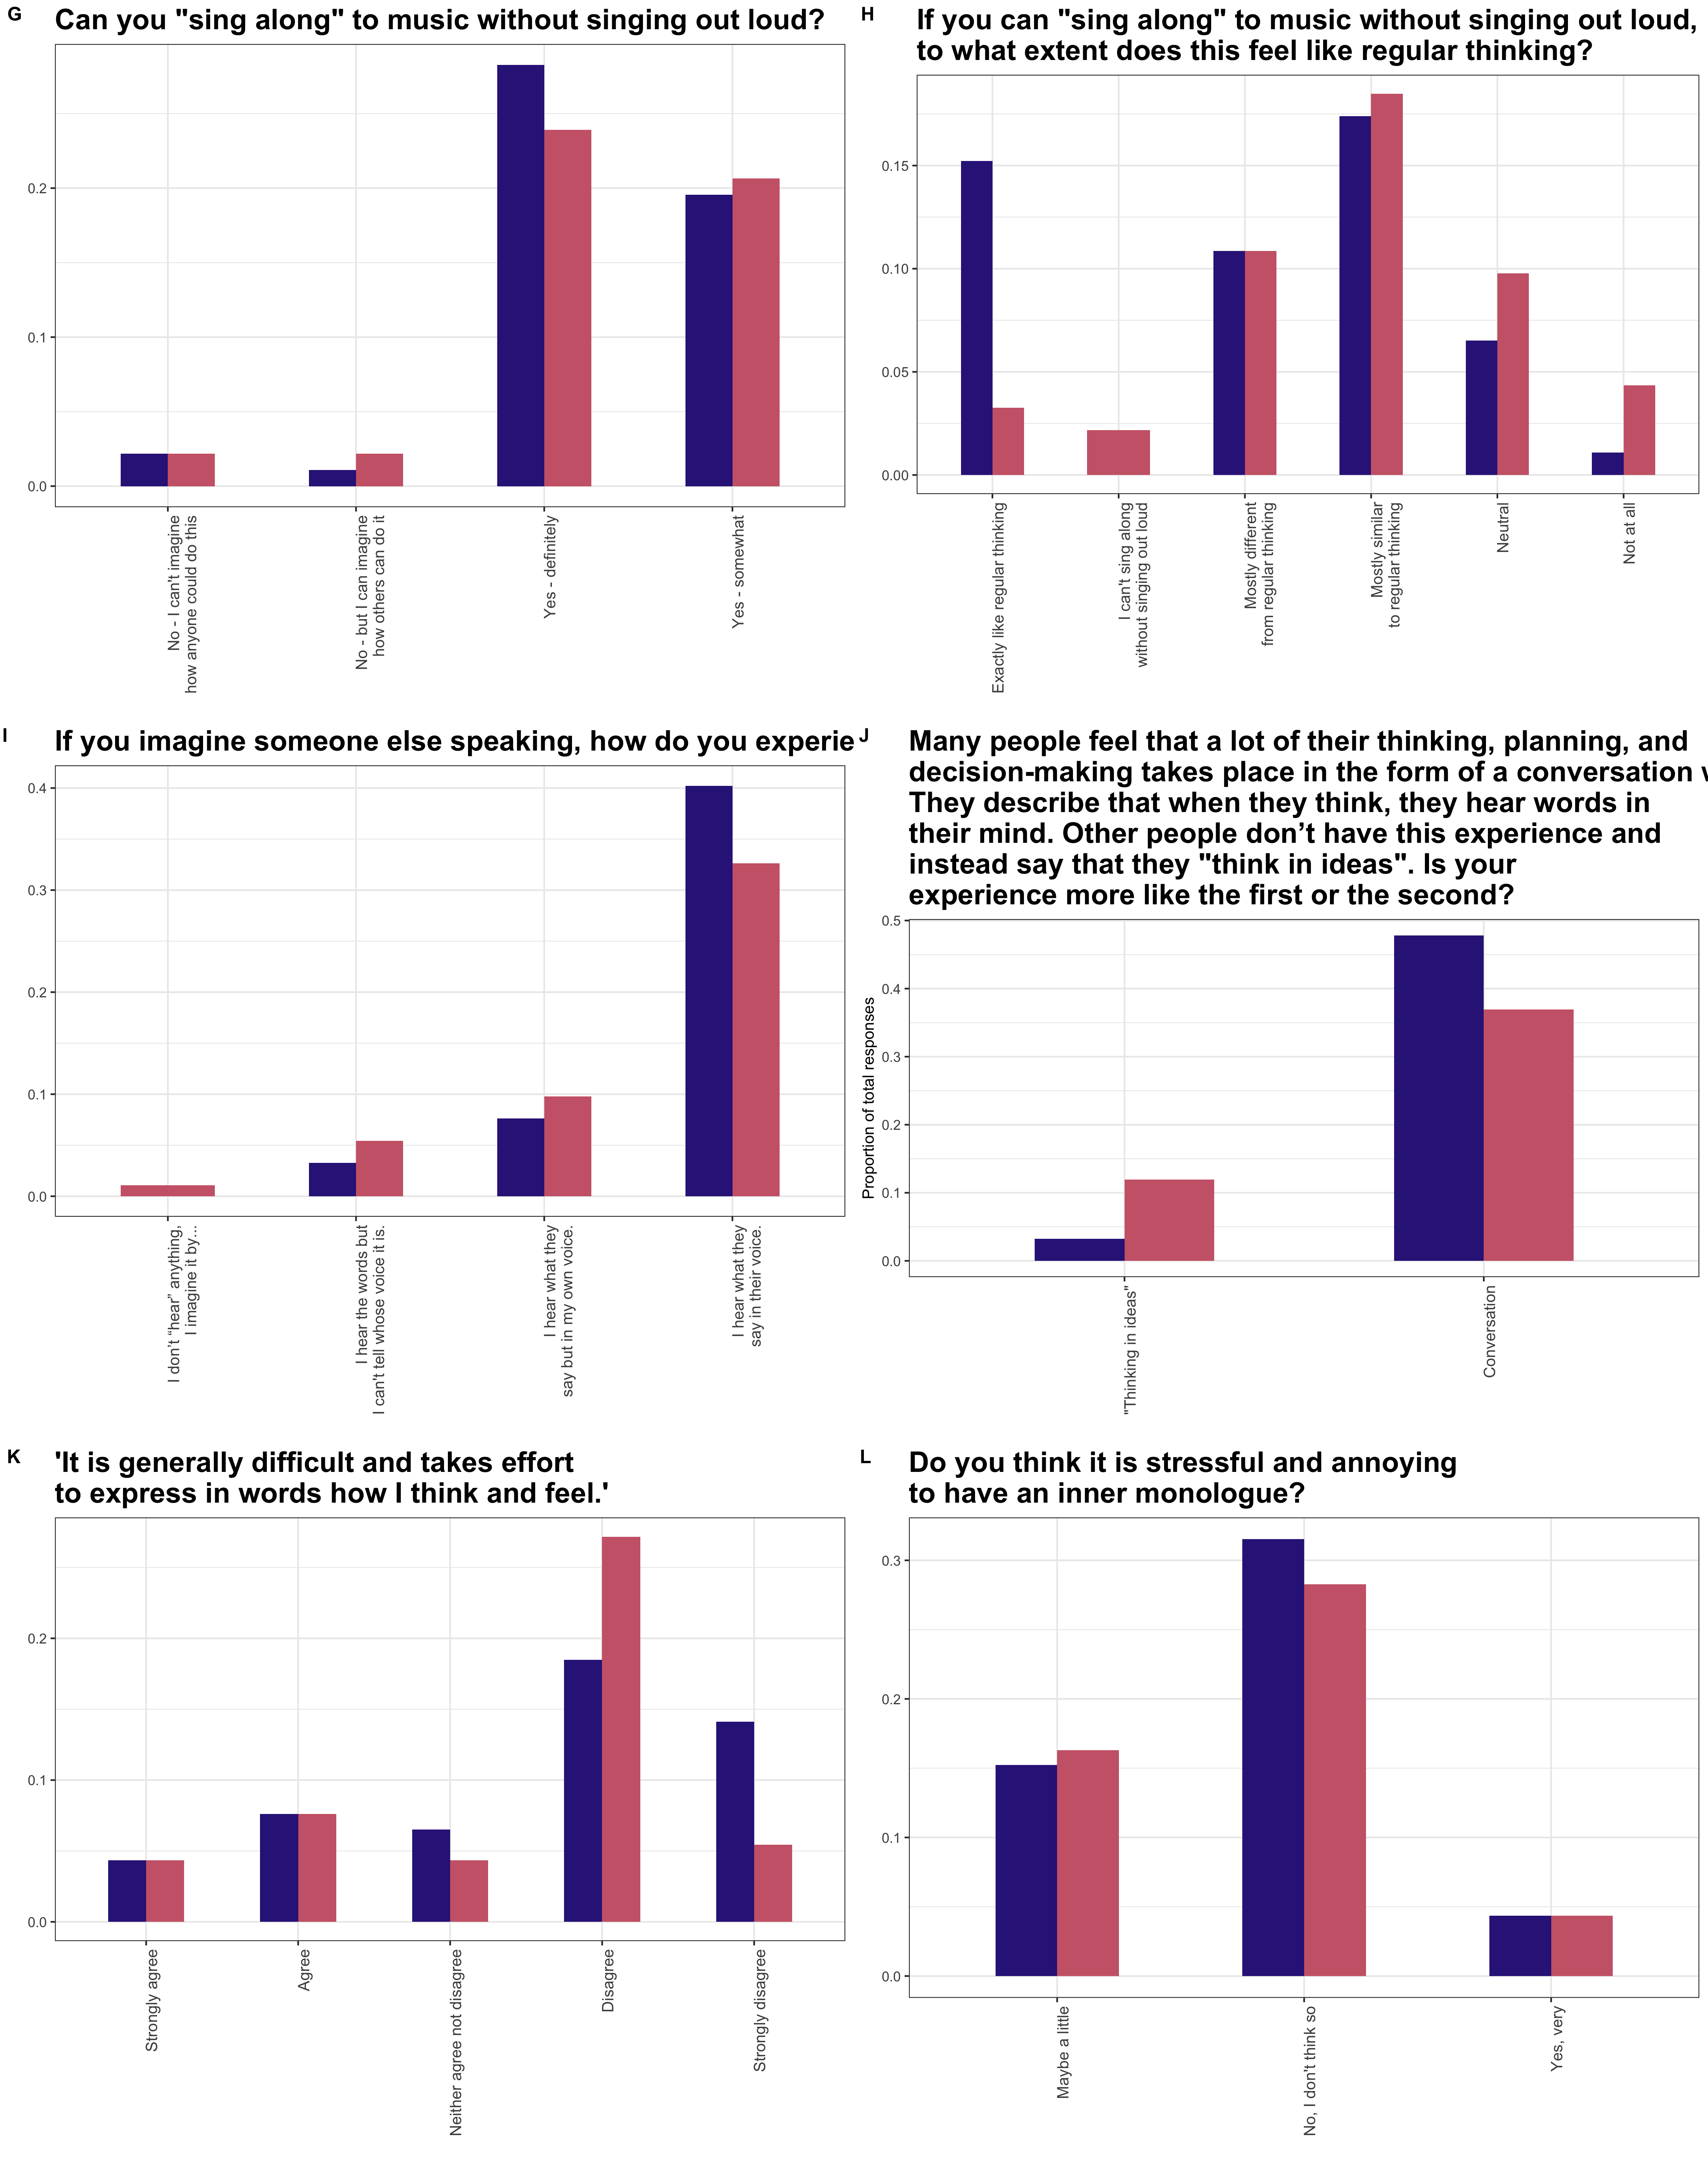 G
Can you "sing along" to music without singing out loud?
0.2
0.1
0.0
No - I can't imagine
how anyone could do this
No - but I can imagine
how others can do it
Yes - definitely
Yes - somewhat
H
If you can "sing along" to music without singing out loud,
to what extent does this feel like regular thinking?
0.15
0.10
0.05
0.00
Exactly like regular thinking
I can't sing along
without singing out loud
Mostly different
from regular thinking
Mostly similar
to regular thinking
Neutral
Not at all
I
If you imagine someone else speaking, how do you experie
0.4
0.3
0.2
0.1
0.0
I don’t “hear” anything,
I imagine it by...
I hear the words but
I can't tell whose voice it is.
I hear what they
say but in my own voice.
I hear what they
say in their voice.
J
Many people feel that a lot of their thinking, planning, and
decision-making takes place in the form of a conversation w
They describe that when they think, they hear words in
their mind. Other people don’t have this experience and
instead say that they "think in ideas". Is your
experience more like the first or the second?
Proportion of total responses
0.5
0.4
0.3
0.2
0.1
0.0
"Thinking in ideas"
Conversation
K
'It is generally difficult and takes effort
to express in words how I think and feel.'
0.2
0.1
0.0
Strongly agree
Agree
Neither agree not disagree
Disagree
Strongly disagree
L
Do you think it is stressful and annoying
to have an inner monologue?
0.3
0.2
0.1
0.0
Maybe a little
No, I don't think so
Yes, very